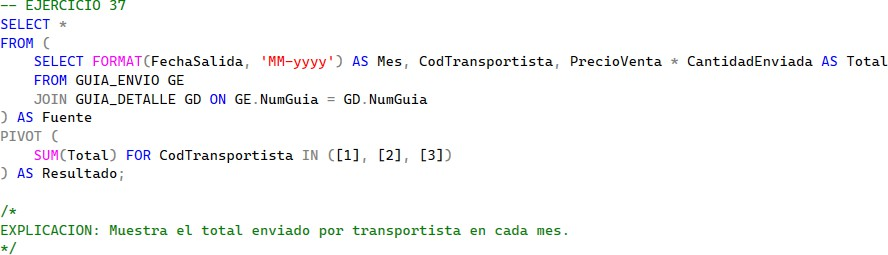 -- EJERCICIO 37
SELECT *
FROM (
    SELECT FORMAT(FechaSalida, 'MM-yyyy') AS Mes, CodTransportista, PrecioVenta * CantidadEnviada AS Total
    FROM GUIA_ENVIO GE
    JOIN GUIA_DETALLE GD ON GE.NumGuia = GD.NumGuia
) AS Fuente
PIVOT (
    SUM(Total) FOR CodTransportista IN ([1], [2], [3])
) AS Resultado;

/*
EXPLICACION: Muestra el total enviado por transportista en cada mes.
*/